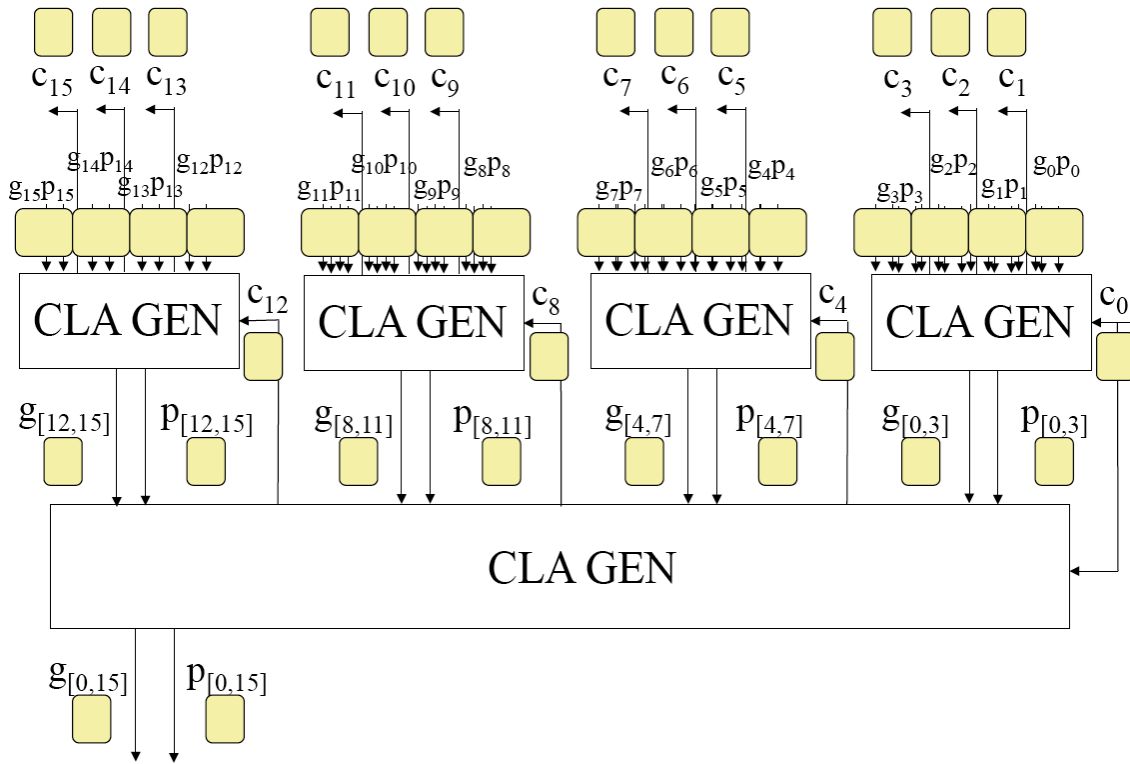 c15 c14 c13 c11 c10 c9 c7 c6 c5 c3 c2 c1
g14p14 g12p12 g10p10 g8p8 g6p6 g4p4 g2p2 g0p0
g15p15 g13p13 g11p11 g9p9 g7p7 g5p5 g3p3 g1p1
CLA GEN c12 CLA GEN c8 CLA GEN c4 CLA GEN c0
g[12,15] p[12,15] g[8,11] p[8,11] g[4,7] p[4,7] g[0,3] p[0,3]
CLA GEN
g[0,15] p[0,15]